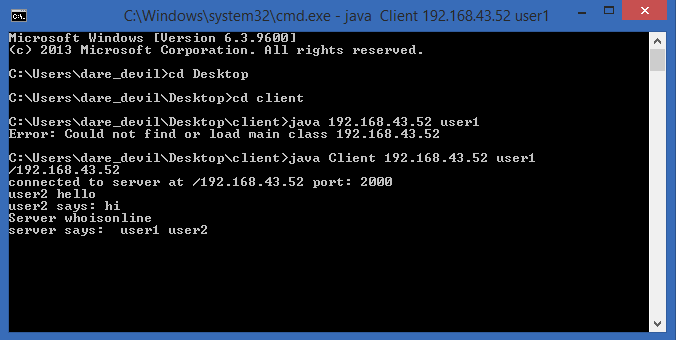 C:\Windows\system32\cmd.exe - java  Client 192.168.43.52 user1
Microsoft Windows [Version 6.3.9600]
(c) 2013 Microsoft Corporation. All rights reserved.
C:\Users\dare_devil>cd Desktop
C:\Users\dare_devil\Desktop>cd client
C:\Users\dare_devil\Desktop\client>java 192.168.43.52 user1
Error: Could not find or load main class 192.168.43.52
C:\Users\dare_devil\Desktop\client>java Client 192.168.43.52 user1
/192.168.43.52
connected to server at /192.168.43.52 port: 2000
user2 hello
user2 says: hi
Server whoisonline
server says:  user1 user2